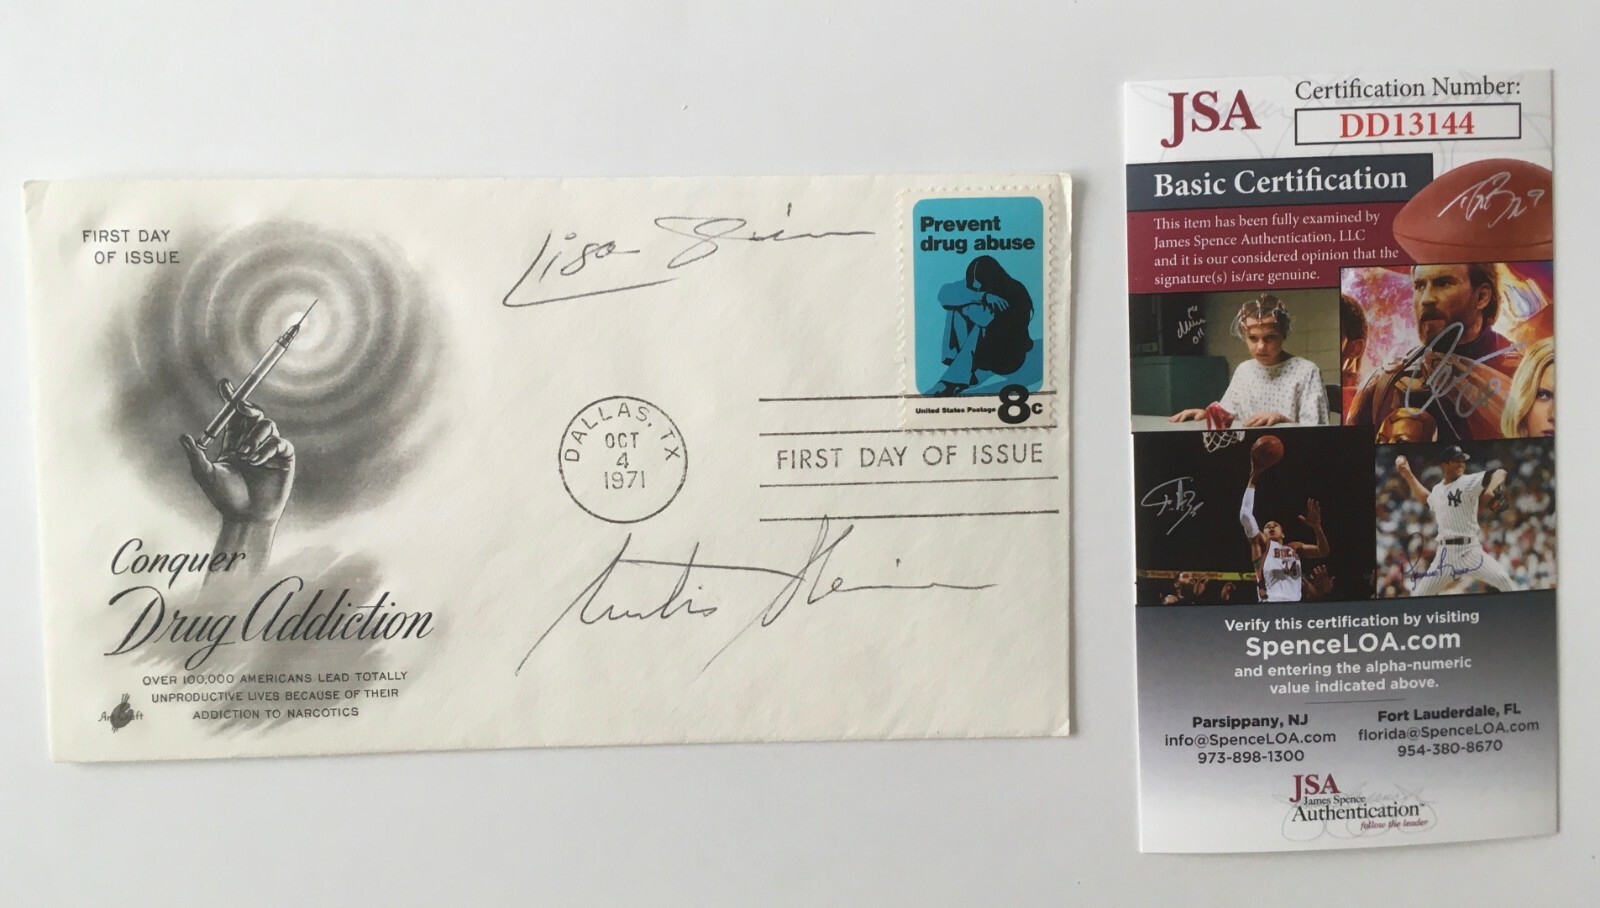 FIRST DAY
OF ISSUE
Conquer
Drug Addiction
OVER 100,000 AMERICANS LEAD TOTALLY
UNPRODUCTIVE LIVES BECAUSE OF THEIR
ADDICTION TO NARCOTICS
Art Craft
Lisa
Prevent
drug abuse
United States Postage 8c
DALLAS, TX
OCT
4
1971
FIRST DAY OF ISSUE
Curtis
JSA
Certification Number:
DD13144
Basic Certification
This item has been fully examined by
James Spence Authentication, LLC
and it is our considered opinion that the
signature(s) is/are genuine.
Verify this certification by visiting
SpenceLOA.com
and entering the alpha-numeric
value indicated above.
Parsippany, NJ
info@SpenceLOA.com
973-898-1300
Fort Lauderdale, FL
florida@SpenceLOA.com
954-380-8670
JSA
James Spence
Authentication™
follow the leader